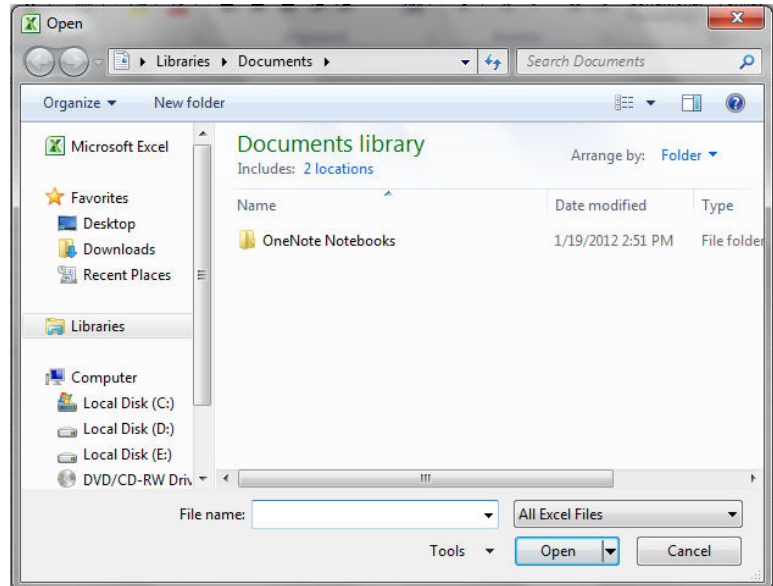 Open
Libraries Documents Search Documents
Organize New folder
Microsoft Excel
Favorites
Desktop
Downloads
Recent Places
Libraries
Computer
Local Disk (C:)
Local Disk (D:)
Local Disk (E:)
DVD/CD-RW Driv
Documents library
Includes: 2 locations
Arrange by: Folder
Name Date modified Type
OneNote Notebooks 1/19/2012 2:51 PM File folder
File name: All Excel Files
Tools Open Cancel